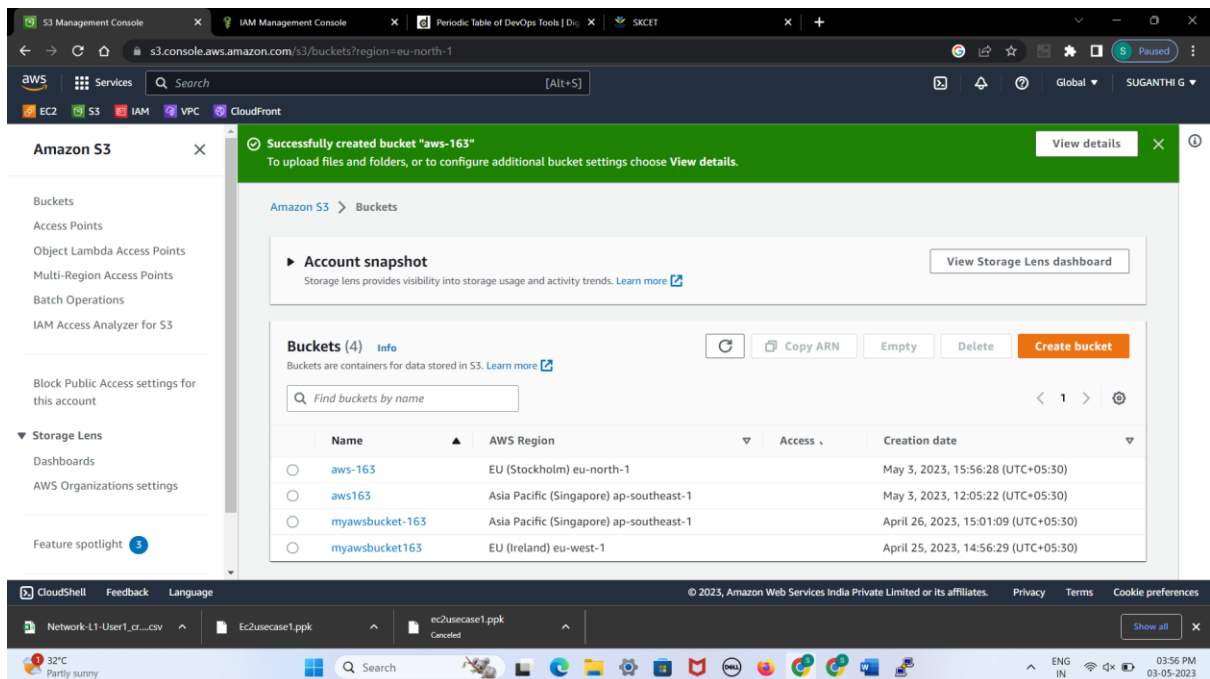 S3 Management Console
IAM Management Console
Periodic Table of DevOps Tools | Dig
SKCET
s3.console.aws.amazon.com/s3/buckets?region=eu-north-1
S Paused
aws Services Search [Alt+S] Global SUGANTHI G
EC2 S3 IAM VPC CloudFront
Amazon S3
Buckets
Access Points
Object Lambda Access Points
Multi-Region Access Points
Batch Operations
IAM Access Analyzer for S3
Block Public Access settings for
this account
Storage Lens
Dashboards
AWS Organizations settings
Feature spotlight 3
Successfully created bucket "aws-163"
To upload files and folders, or to configure additional bucket settings choose View details.
View details
Amazon S3 > Buckets
Account snapshot
Storage lens provides visibility into storage usage and activity trends. Learn more
View Storage Lens dashboard
Buckets (4) Info
Buckets are containers for data stored in S3. Learn more
Copy ARN Empty Delete Create bucket
Find buckets by name
< 1 >
Name AWS Region Access Creation date
aws-163 EU (Stockholm) eu-north-1 May 3, 2023, 15:56:28 (UTC+05:30)
aws163 Asia Pacific (Singapore) ap-southeast-1 May 3, 2023, 12:05:22 (UTC+05:30)
myawsbucket-163 Asia Pacific (Singapore) ap-southeast-1 April 26, 2023, 15:01:09 (UTC+05:30)
myawsbucket163 EU (Ireland) eu-west-1 April 25, 2023, 14:56:29 (UTC+05:30)
CloudShell Feedback Language © 2023, Amazon Web Services India Private Limited or its affiliates. Privacy Terms Cookie preferences
Network-L1-User1_cr....csv
Ec2usecase1.ppk
ec2usecase1.ppk
Canceled
Show all
1 32°C
Partly sunny
Search
DELL
ENG
IN
03:56 PM
03-05-2023